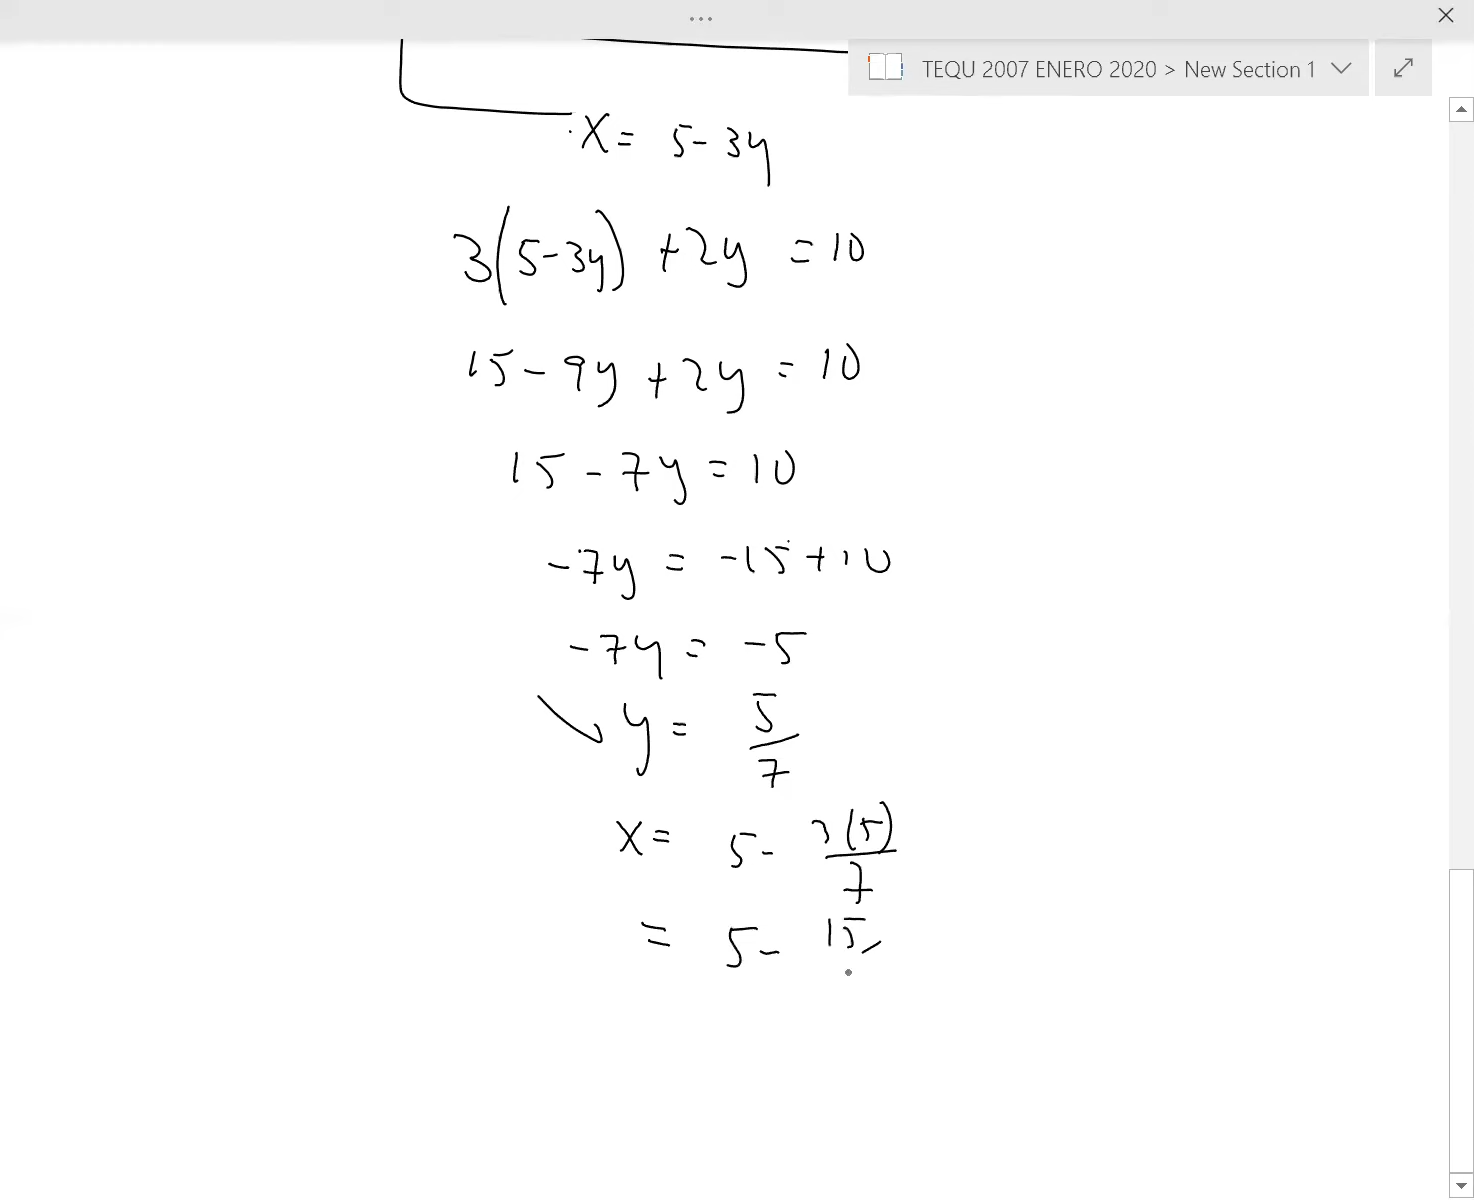 TEQU 2007 ENERO 2020 > New Section 1
X = 5 - 3y
3(5 - 3y) + 2y = 10
15 - 9y + 2y = 10
15 - 7y = 10
-7y = -15 + 10
-7y = -5
y = 5/7
X = 5 - 3(5)/7
= 5 - 15/